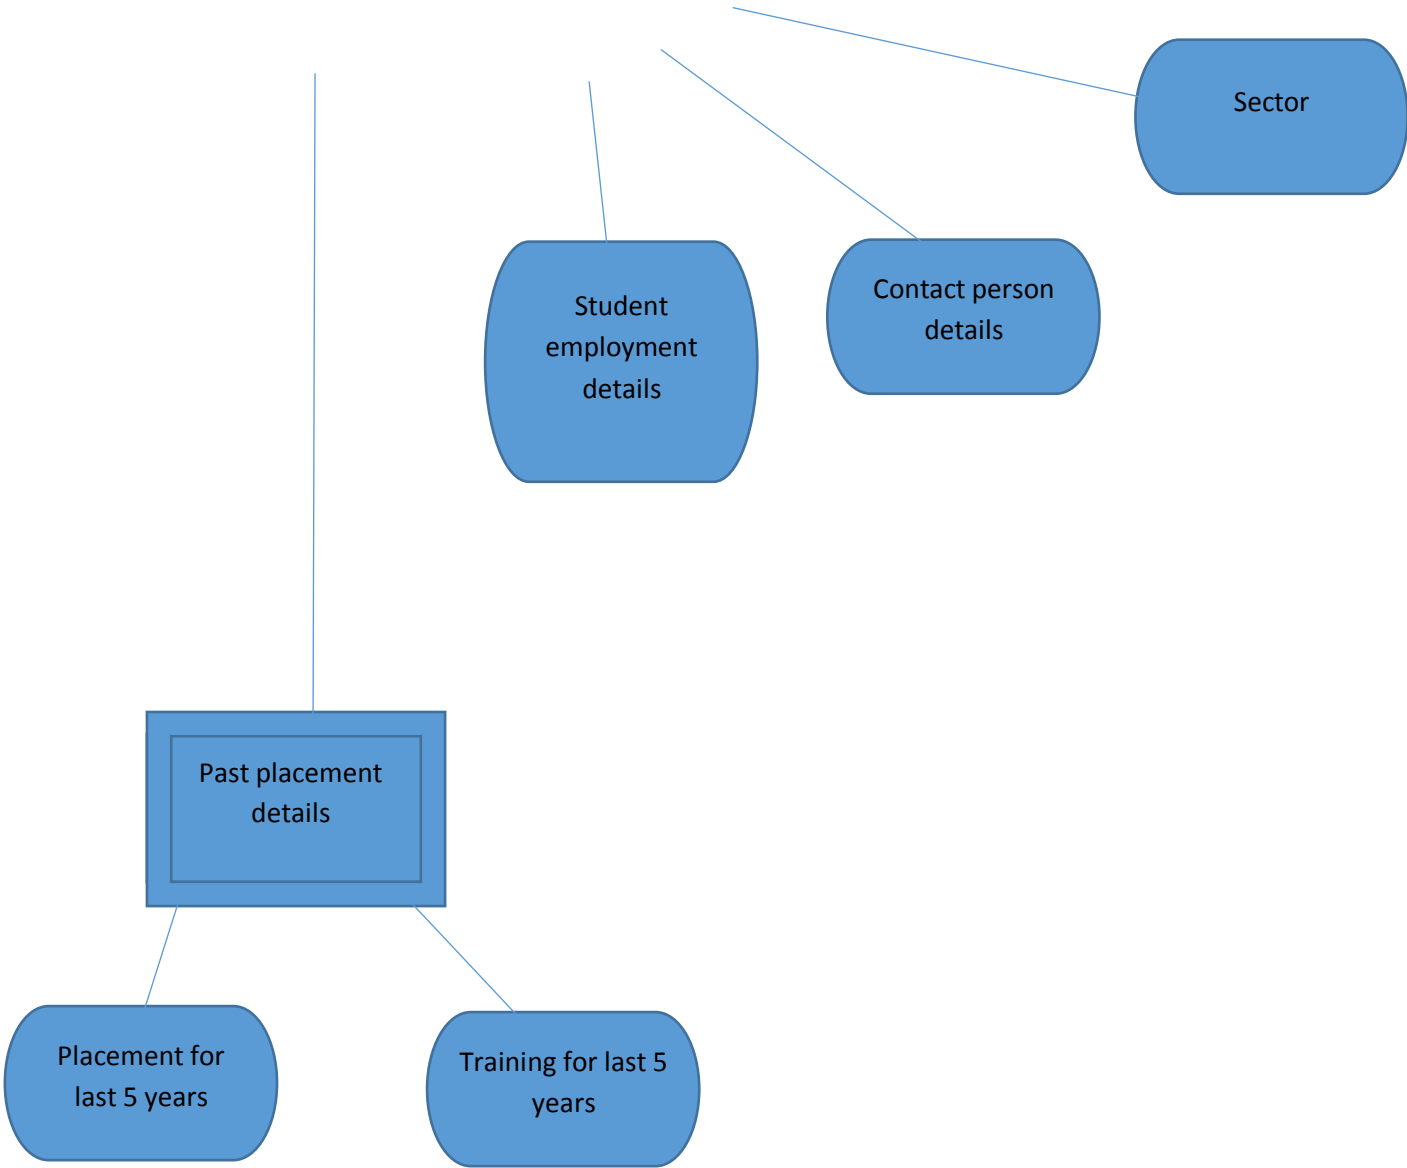 Sector
Contact person
details
Student
employment
details
Past placement
details
Placement for
last 5 years
Training for last 5
years